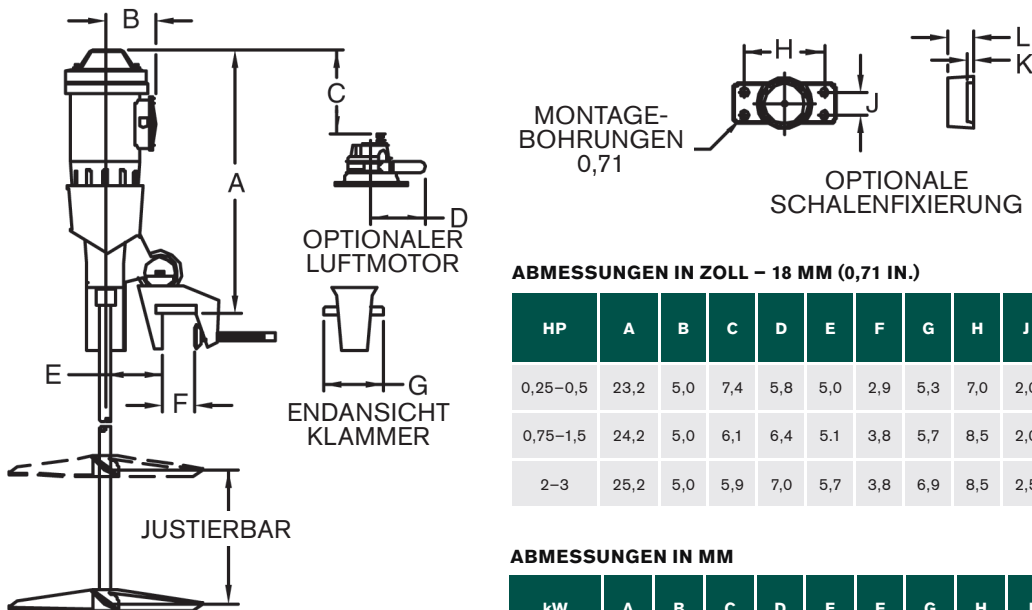 B
A
C
D
OPTIONALER
LUFTMOTOR
E
F
G
ENDANSICHT
KLAMMER
JUSTIERBAR
H
J
L
K
MONTAGE-
BOHRUNGEN
0,71
OPTIONALE
SCHALENFIXIERUNG
ABMESSUNGEN IN ZOLL – 18 MM (0,71 IN.)
HP A B C D E F G H J
0,25–0,5 23,2 5,0 7,4 5,8 5,0 2,9 5,3 7,0
0,75–1,5 24,2 5,0 6,1 6,4 5.1 3,8 5,7 8,5
2–3 25,2 5,0 5,9 7,0 5,7 3,8 6,9 8,5
ABMESSUNGEN IN MM
kW A B C D E F G H